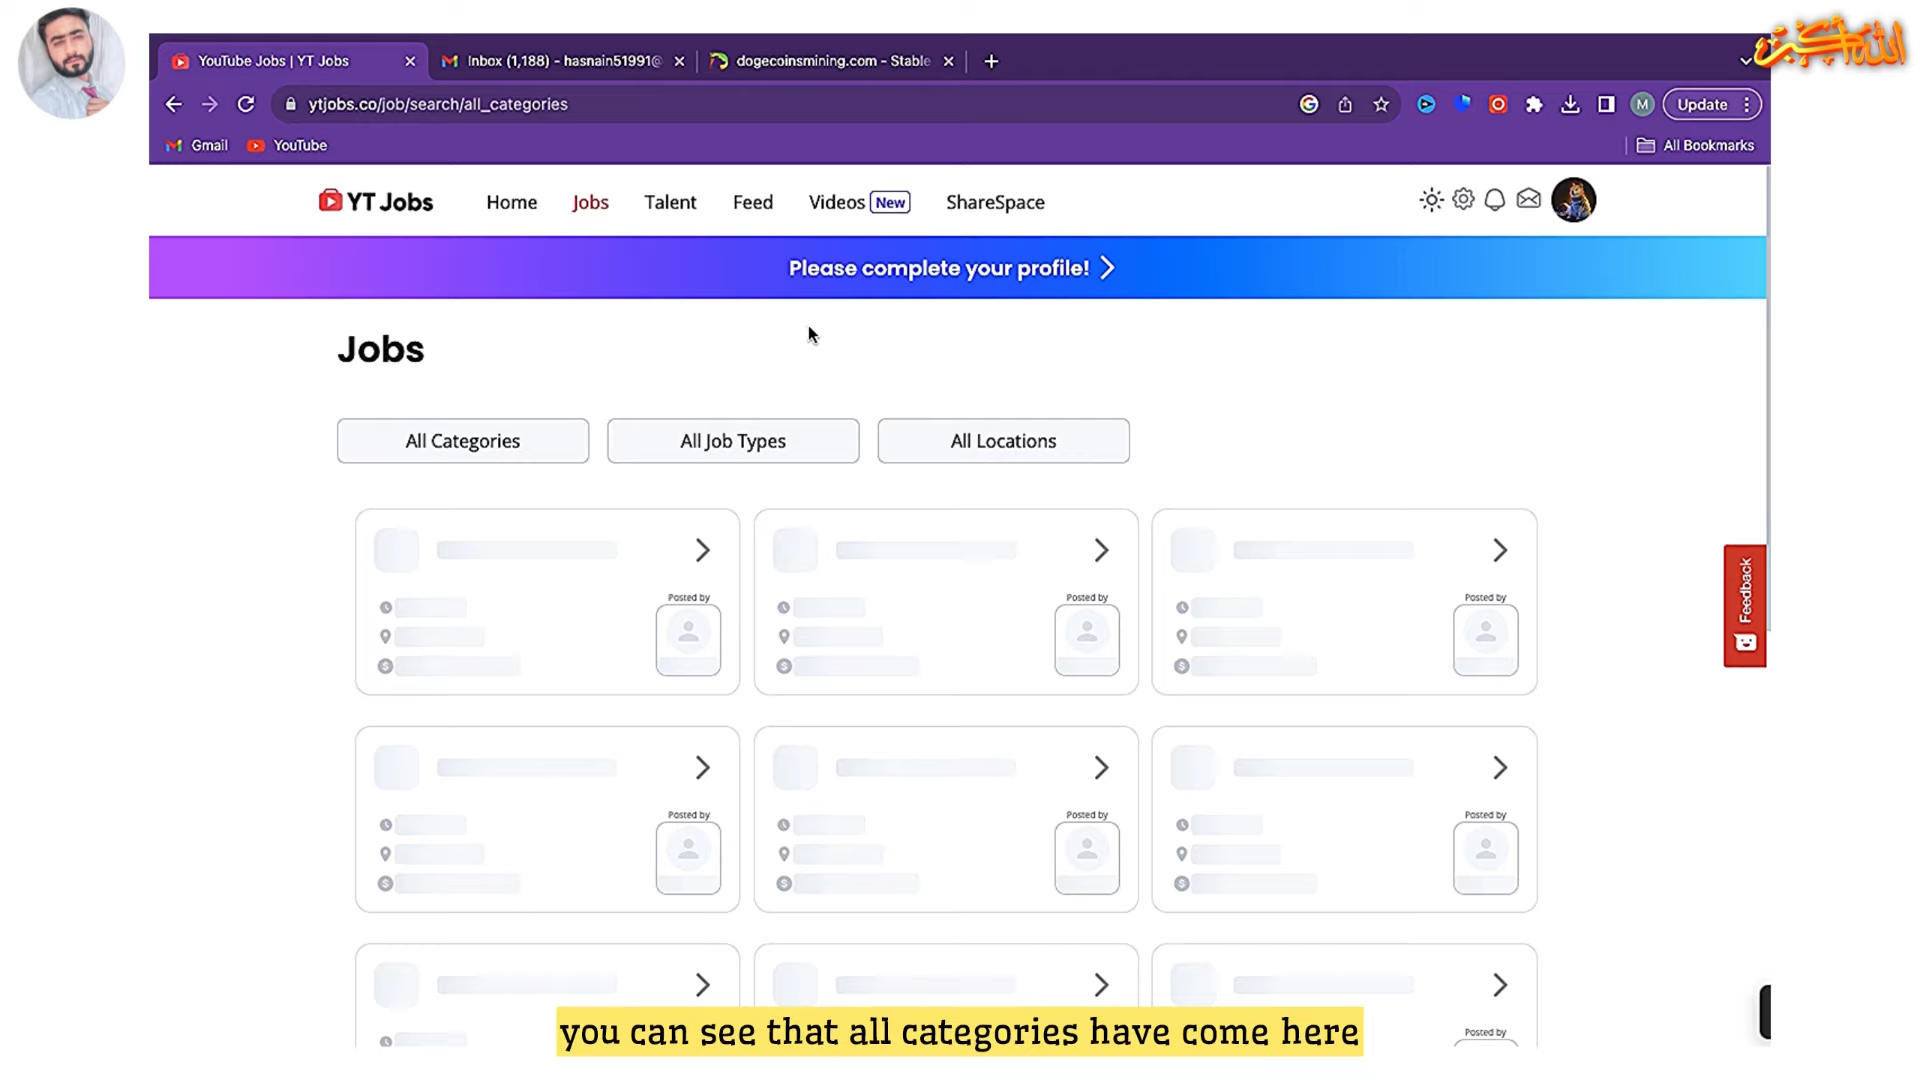 الله أكبر
YouTube Jobs | YT Jobs
Inbox (1,188) - hasnain51991@
dogecoinsmining.com - Stable
ytjobs.co/job/search/all_categories
M
Update
Gmail
YouTube
All Bookmarks
YT Jobs
Home
Jobs
Talent
Feed
Videos New
ShareSpace
Please complete your profile!
Jobs
All Categories
All Job Types
All Locations
Posted by
Posted by
Posted by
Feedback
Posted by
Posted by
Posted by
Posted by
you can see that all categories have come here